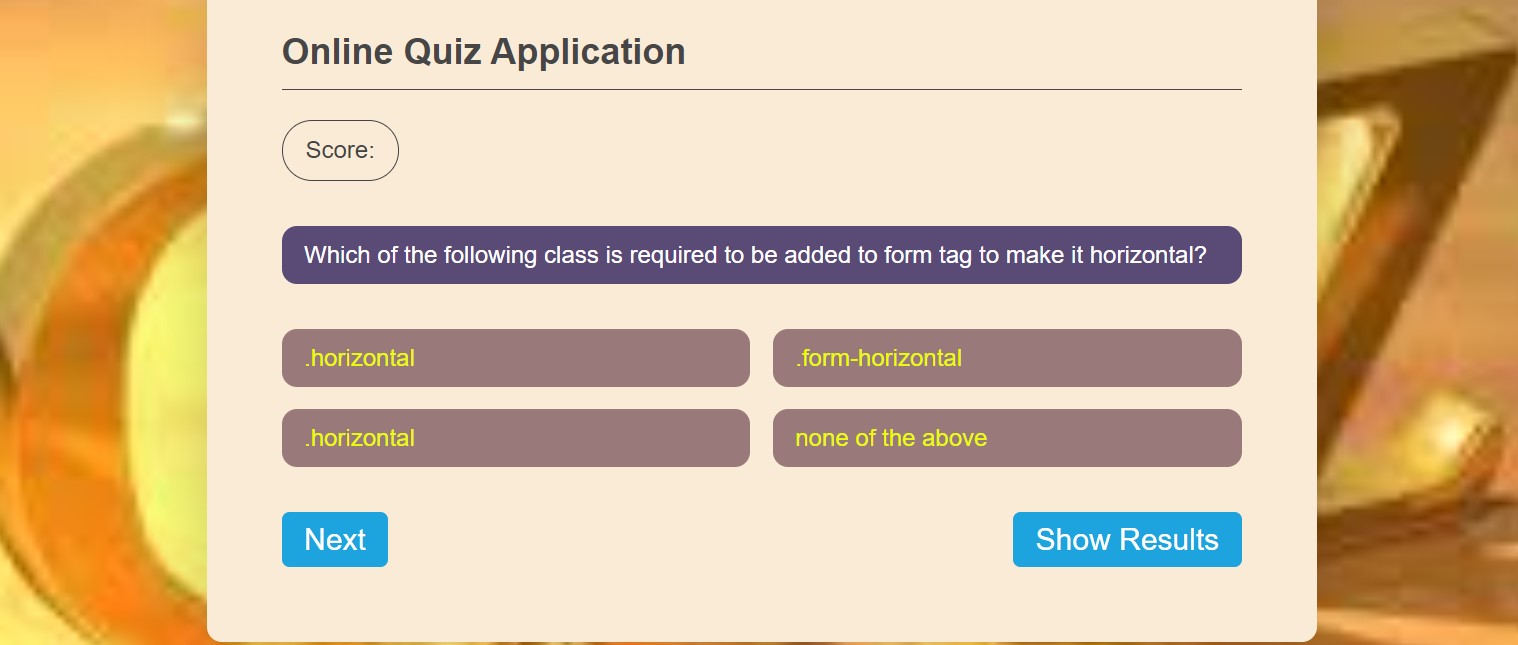 Online Quiz Application
Score:
Which of the following class is required to be added to form tag to make it horizontal?
.horizontal
.form-horizontal
.horizontal
none of the above
Next
Show Results